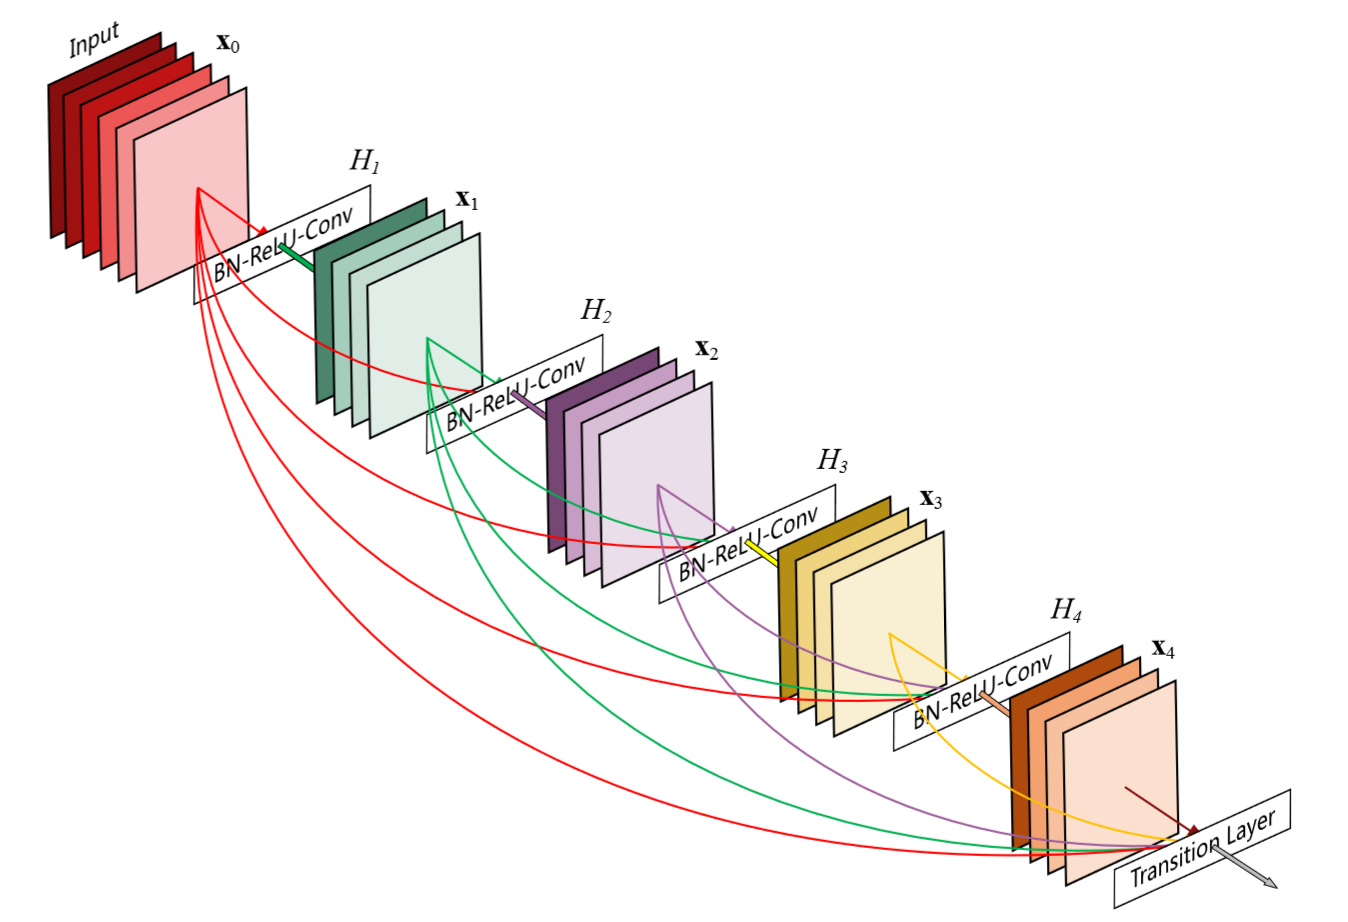 Input
x₀
H₁
BN-ReLU-Conv
x₁
H₂
BN-ReLU-Conv
x₂
H₃
BN-ReLU-Conv
x₃
H₄
BN-ReLU-Conv
x₄
Transition Layer